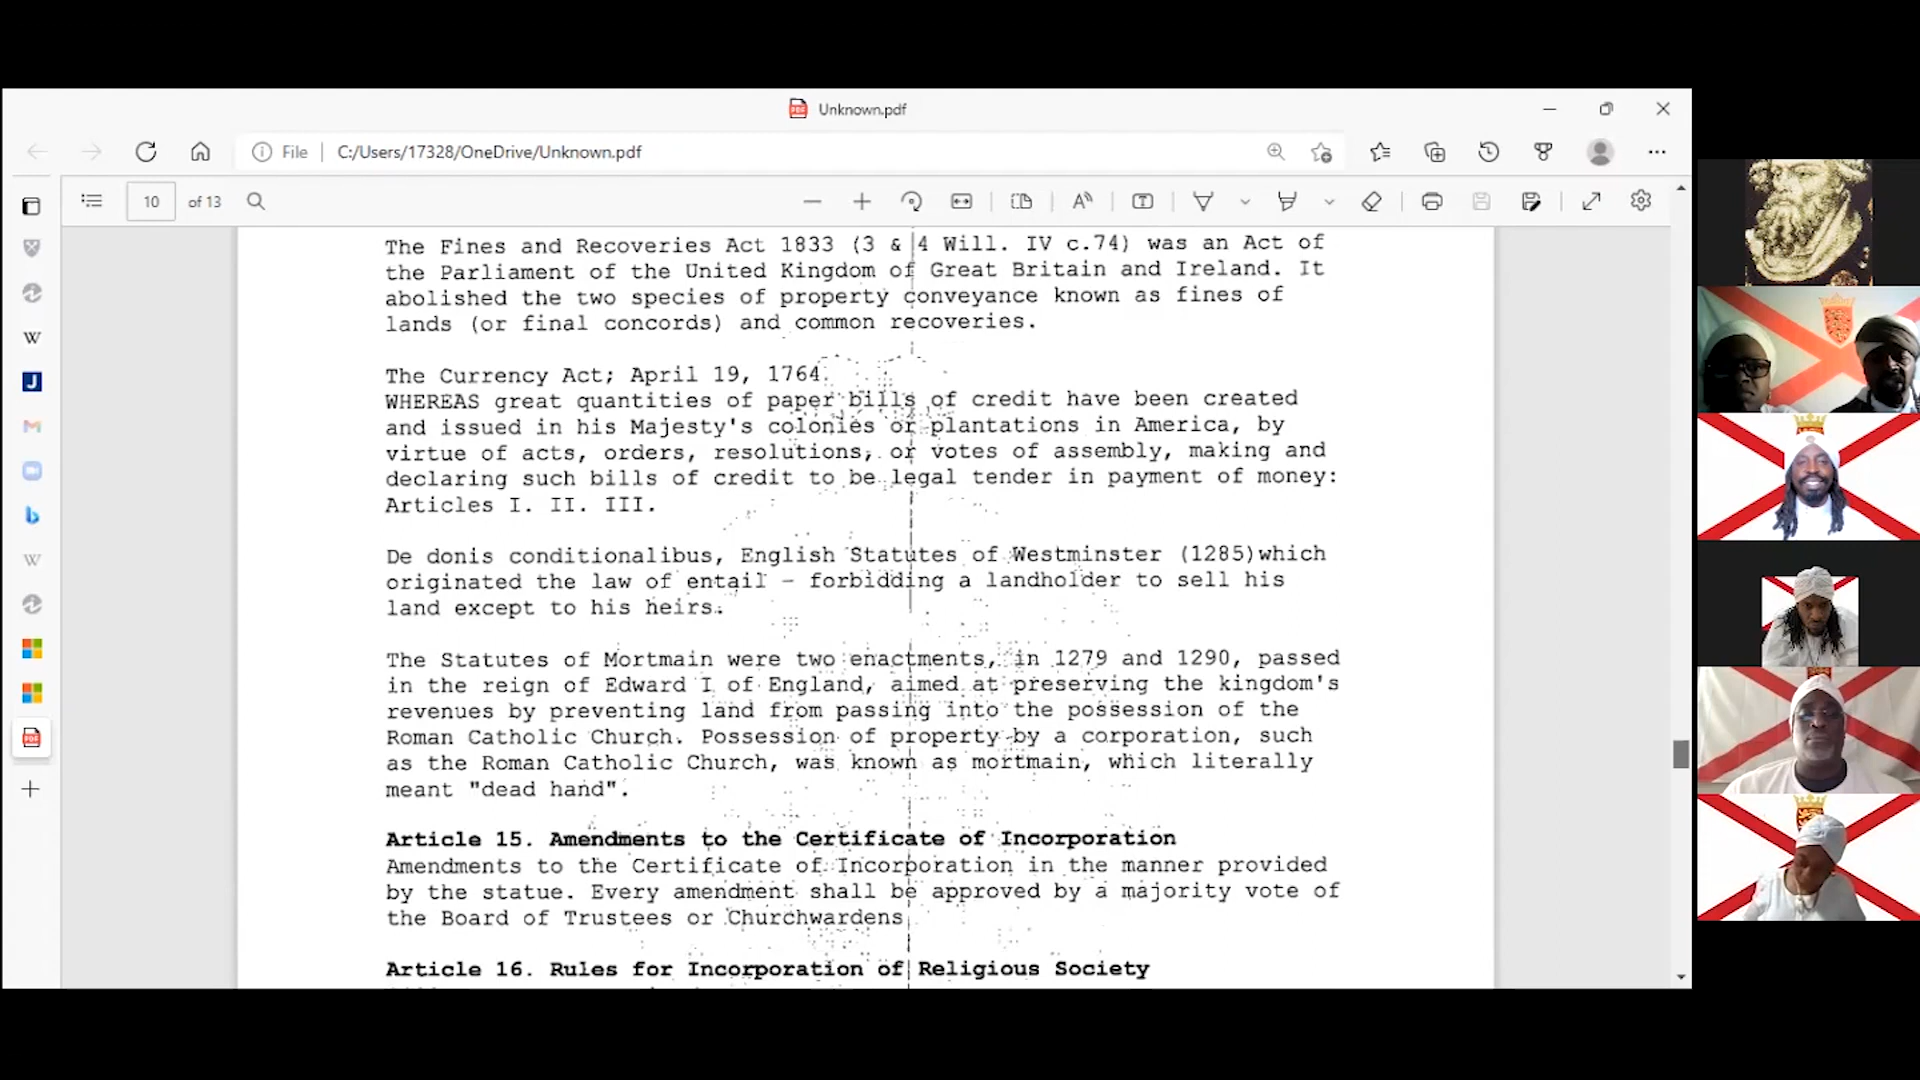 Unknown.pdf
File
C:/Users/17328/OneDrive/Unknown.pdf
10 of 13
The Fines and Recoveries Act 1833 (3 & 4 Will. IV c.74) was an Act of
the Parliament of the United Kingdom of Great Britain and Ireland. It
abolished the two species of property conveyance known as fines of
lands (or final concords) and common recoveries.
The Currency Act; April 19, 1764.
WHEREAS great quantities of paper bills of credit have been created
and issued in his Majesty's colonies or plantations in America, by
virtue of acts, orders, resolutions, or votes of assembly, making and
declaring such bills of credit to be legal tender in payment of money:
Articles I. II. III.
De donis conditionalibus, English Statutes of Westminster (1285)which
originated the law of entail - forbidding a landholder to sell his
land except to his heirs.
The Statutes of Mortmain were two enactments, in 1279 and 1290, passed
in the reign of Edward I of England, aimed at preserving the kingdom's
revenues by preventing land from passing into the possession of the
Roman Catholic Church. Possession of property by a corporation, such
as the Roman Catholic Church, was known as mortmain, which literally
meant "dead hand".
Article 15. Amendments to the Certificate of Incorporation
Amendments to the Certificate of Incorporation in the manner provided
by the statue. Every amendment shall be approved by a majority vote of
the Board of Trustees or Churchwardens
Article 16. Rules for Incorporation of Religious Society